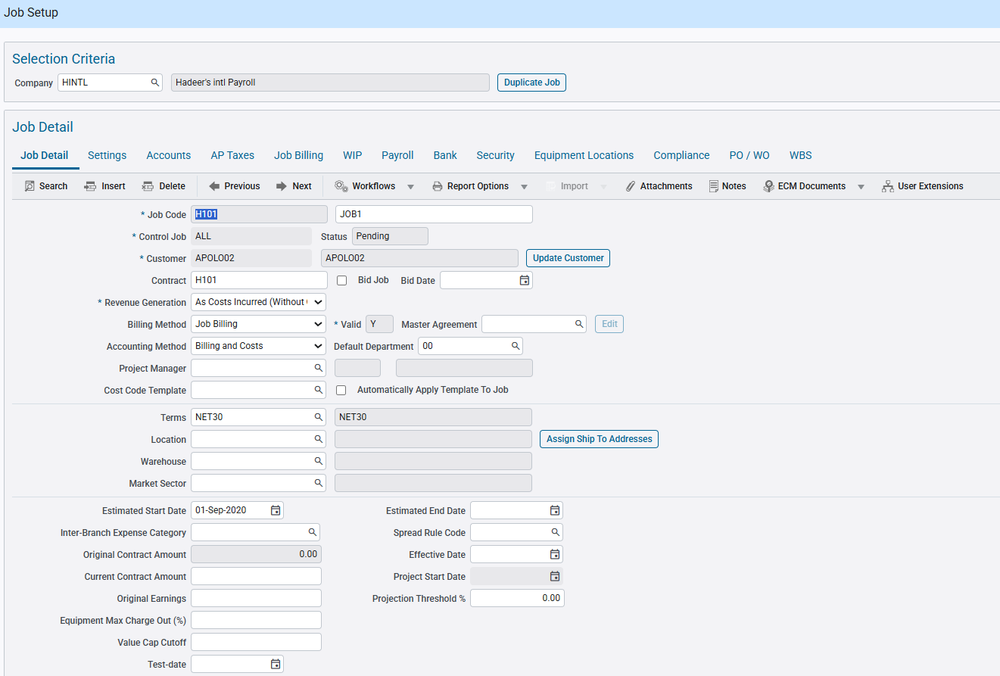 Job Setup
Selection Criteria
Company HINTL Hadeer's intl Payroll Duplicate Job
Job Detail
Job Detail Settings Accounts AP Taxes Job Billing WIP Payroll Bank Security Equipment Locations Compliance PO / WO WBS
Search Insert Delete Previous Next Workflows Report Options Import Attachments Notes ECM Documents User Extensions
* Job Code H101 JOB1
* Control Job ALL Status Pending
* Customer APOLO02 APOLO02 Update Customer
Contract H101 Bid Job Bid Date
* Revenue Generation As Costs Incurred (Without
Billing Method Job Billing * Valid Y Master Agreement Edit
Accounting Method Billing and Costs Default Department 00
Project Manager
Cost Code Template Automatically Apply Template To Job
Terms NET30 NET30
Location Assign Ship To Addresses
Warehouse
Market Sector
Estimated Start Date 01-Sep-2020 Estimated End Date
Inter-Branch Expense Category Spread Rule Code
Original Contract Amount 0.00 Effective Date
Current Contract Amount Project Start Date
Original Earnings Projection Threshold % 0.00
Equipment Max Charge Out (%)
Value Cap Cutoff
Test-date